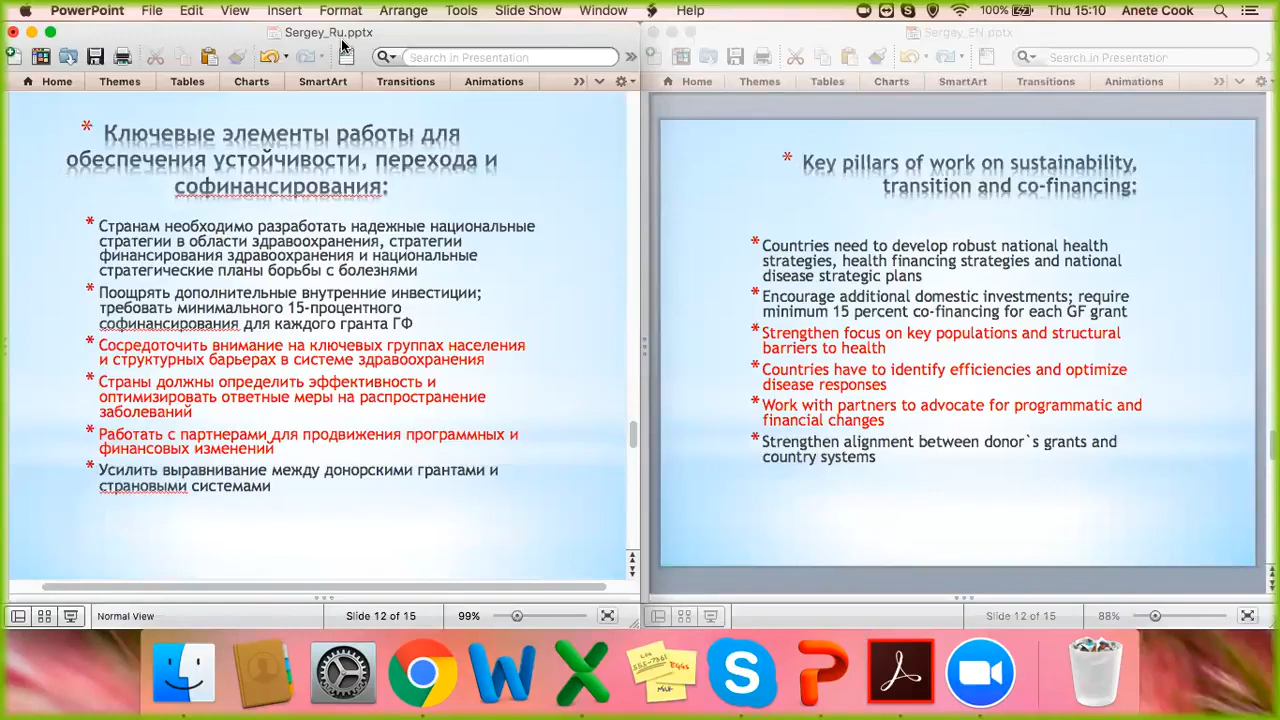 PowerPoint File Edit View Insert Format Arrange Tools Slide Show Window Help 100% Thu 15:10 Anete Cook
Sergey_Ru.pptx
Search in Presentation
Home Themes Tables Charts SmartArt Transitions Animations
* Ключевые элементы работы для
обеспечения устойчивости, перехода и
софинансирования:
* Странам необходимо разработать надежные национальные
стратегии в области здравоохранения, стратегии
финансирования здравоохранения и национальные
стратегические планы борьбы с болезнями
* Поощрять дополнительные внутренние инвестиции;
требовать минимального 15-процентного
софинансирования для каждого гранта ГФ
* Сосредоточить внимание на ключевых группах населения
и структурных барьерах в системе здравоохранения
* Страны должны определить эффективность и
оптимизировать ответные меры на распространение
заболеваний
* Работать с партнерами для продвижения программных и
финансовых изменений
* Усилить выравнивание между донорскими грантами и
страновыми системами
Normal View Slide 12 of 15 99%
Sergey_EN.pptx
Search in Presentation
Home Themes Tables Charts SmartArt Transitions Animations
* Key pillars of work on sustainability,
transition and co-financing:
* Countries need to develop robust national health
strategies, health financing strategies and national
disease strategic plans
* Encourage additional domestic investments; require
minimum 15 percent co-financing for each GF grant
* Strengthen focus on key populations and structural
barriers to health
* Countries have to identify efficiencies and optimize
disease responses
* Work with partners to advocate for programmatic and
financial changes
* Strengthen alignment between donor`s grants and
country systems
Slide 12 of 15 88%